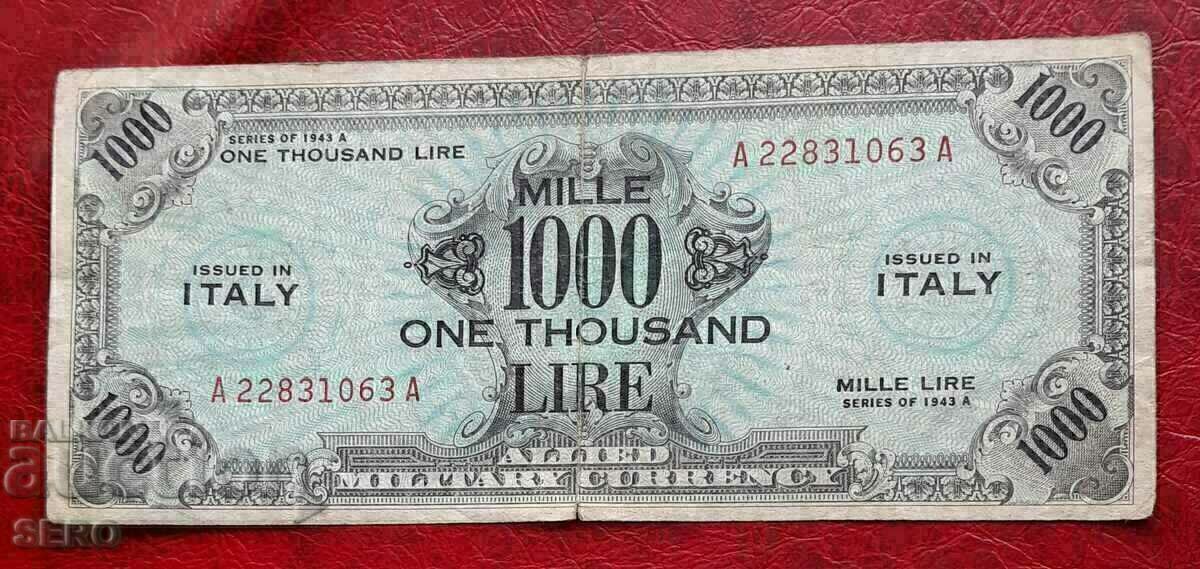 1000
1000
SERIES OF 1943 A
ONE THOUSAND LIRE
A 22831063 A
MILLE
1000
ISSUED IN
ITALY
ISSUED IN
ITALY
ONE THOUSAND
LIRE
A 22831063 A
MILLE LIRE
SERIES OF 1943 A
1000
1000
ALLIED
MILITARY CURRENCY
SERO